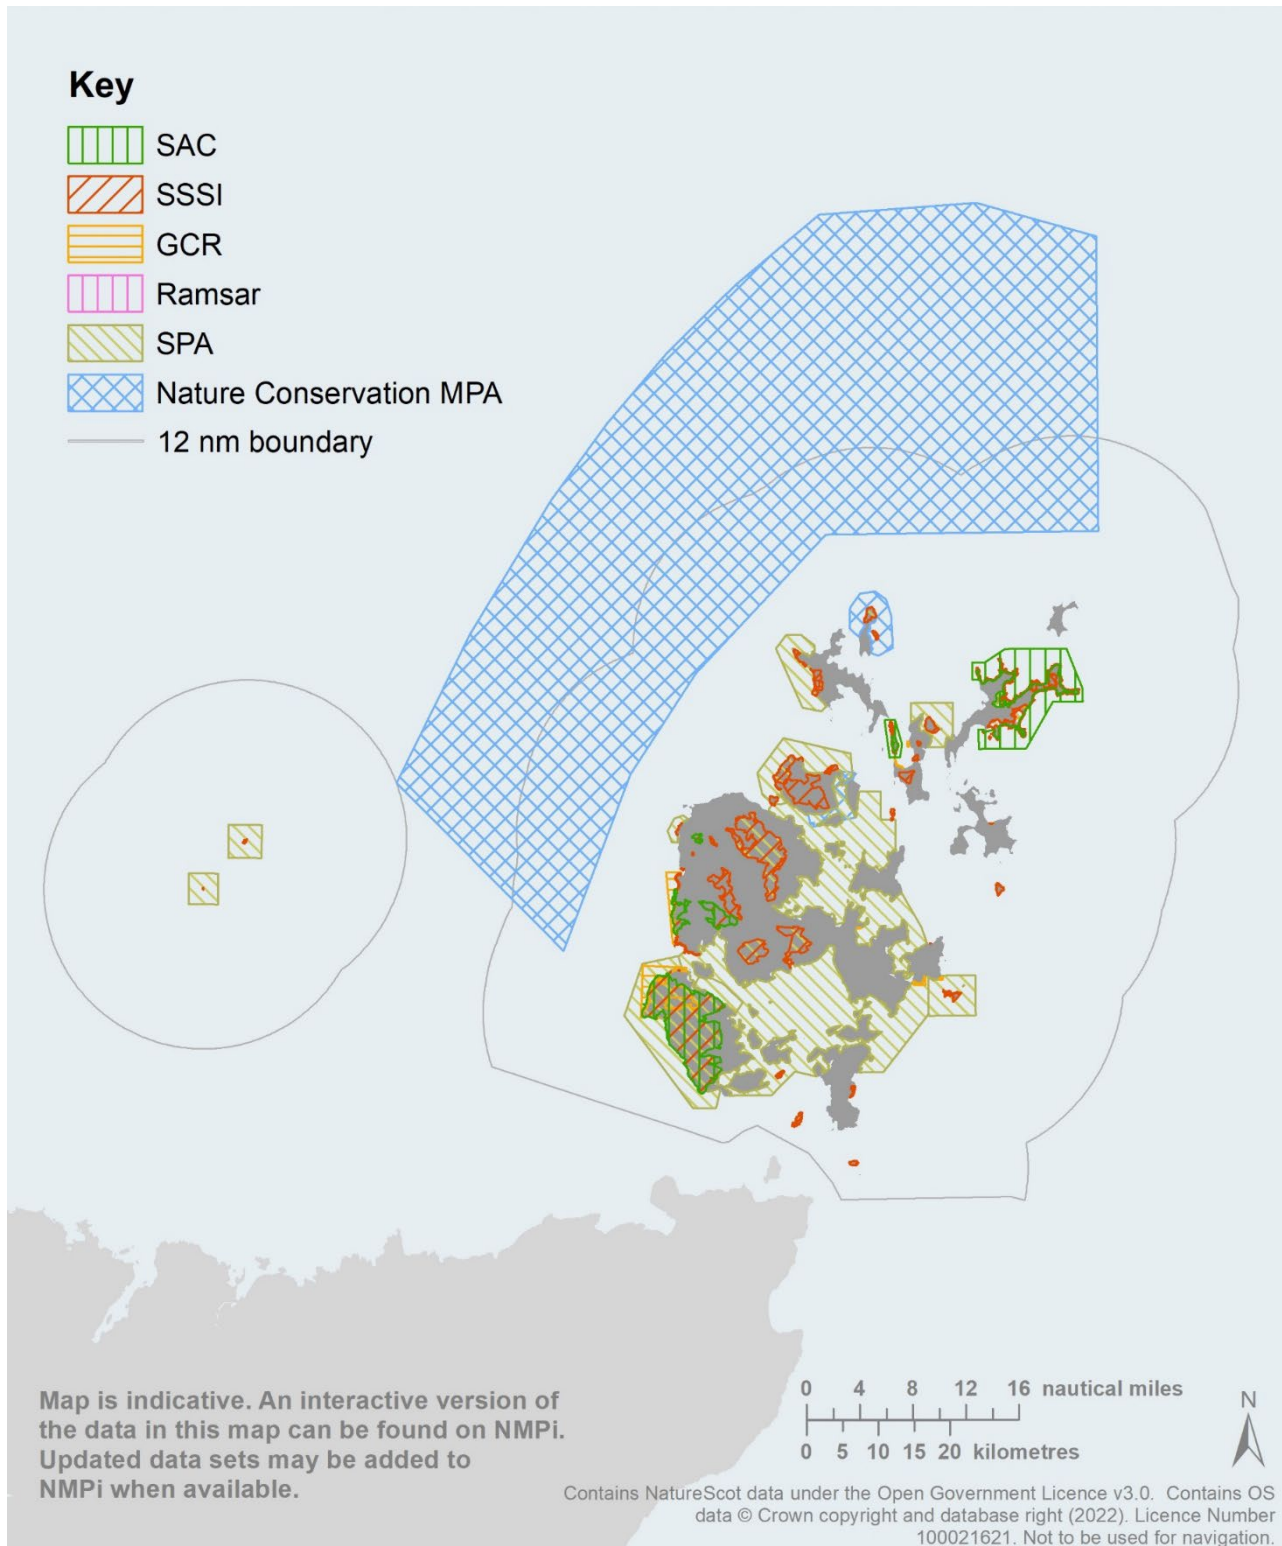 Key
SAC
SSSI
GCR
Ramsar
SPA
Nature Conservation MPA
12 nm boundary
Map is indicative. An interactive version of
the data in this map can be found on NMPi.
Updated data sets may be added to
NMPi when available.
0 4 8 12 16 nautical miles
0 5 10 15 20 kilometres
N
Contains NatureScot data under the Open Government Licence v3.0. Contains OS
data © Crown copyright and database right (2022). Licence Number
100021621. Not to be used for navigation.